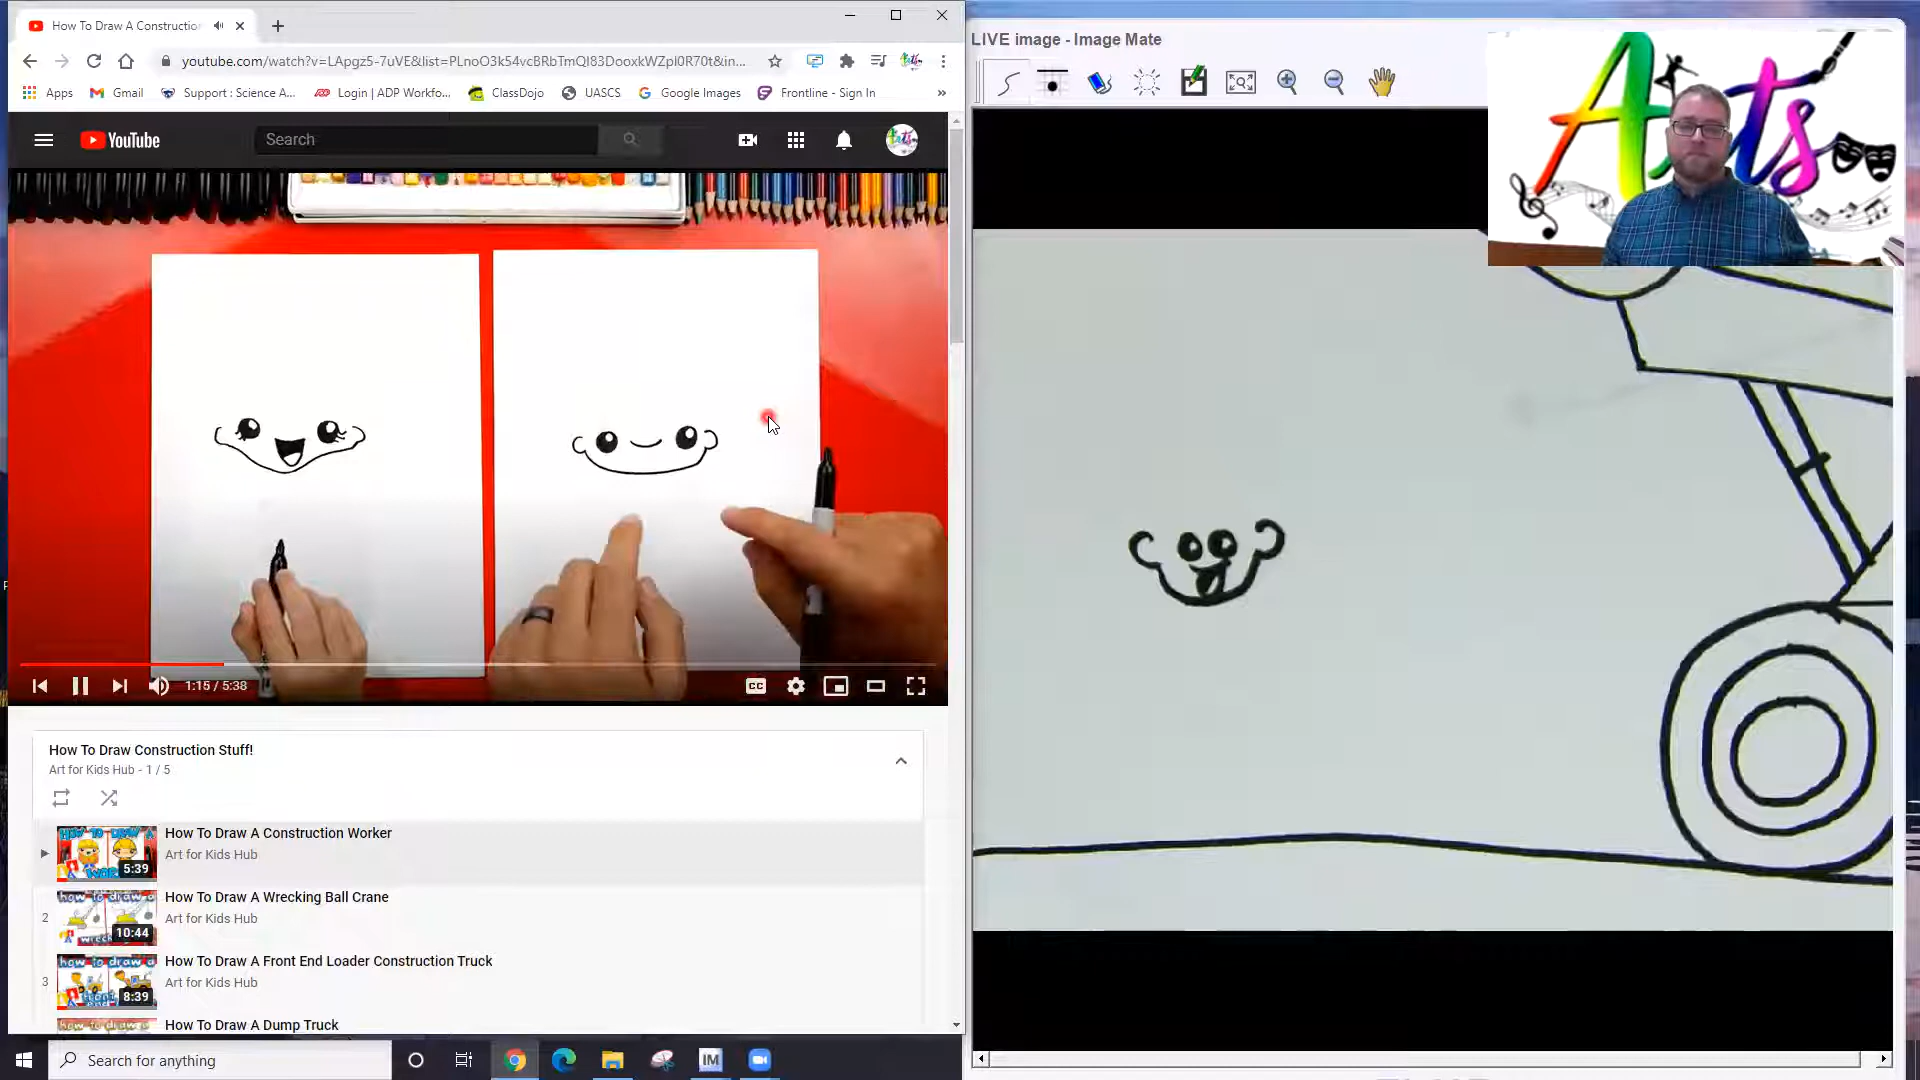 How To Draw A Constructio
youtube.com/watch?v=LApgz5-7uVE&list=PLnoO3k54vcBRbTmQI83DooxkWZpI0R70t&in...
Apps Gmail Support : Science A... Login | ADP Workfo... ClassDojo UASCS Google Images Frontline - Sign In »
YouTube
Search
1:15 / 5:38
CC
How To Draw Construction Stuff!
Art for Kids Hub - 1 / 5
How To Draw A Construction Worker
Art for Kids Hub
5:39
2
How To Draw A Wrecking Ball Crane
Art for Kids Hub
10:44
3
How To Draw A Front End Loader Construction Truck
Art for Kids Hub
8:39
How To Draw A Dump Truck
Search for anything
IM
LIVE image - Image Mate
Arts